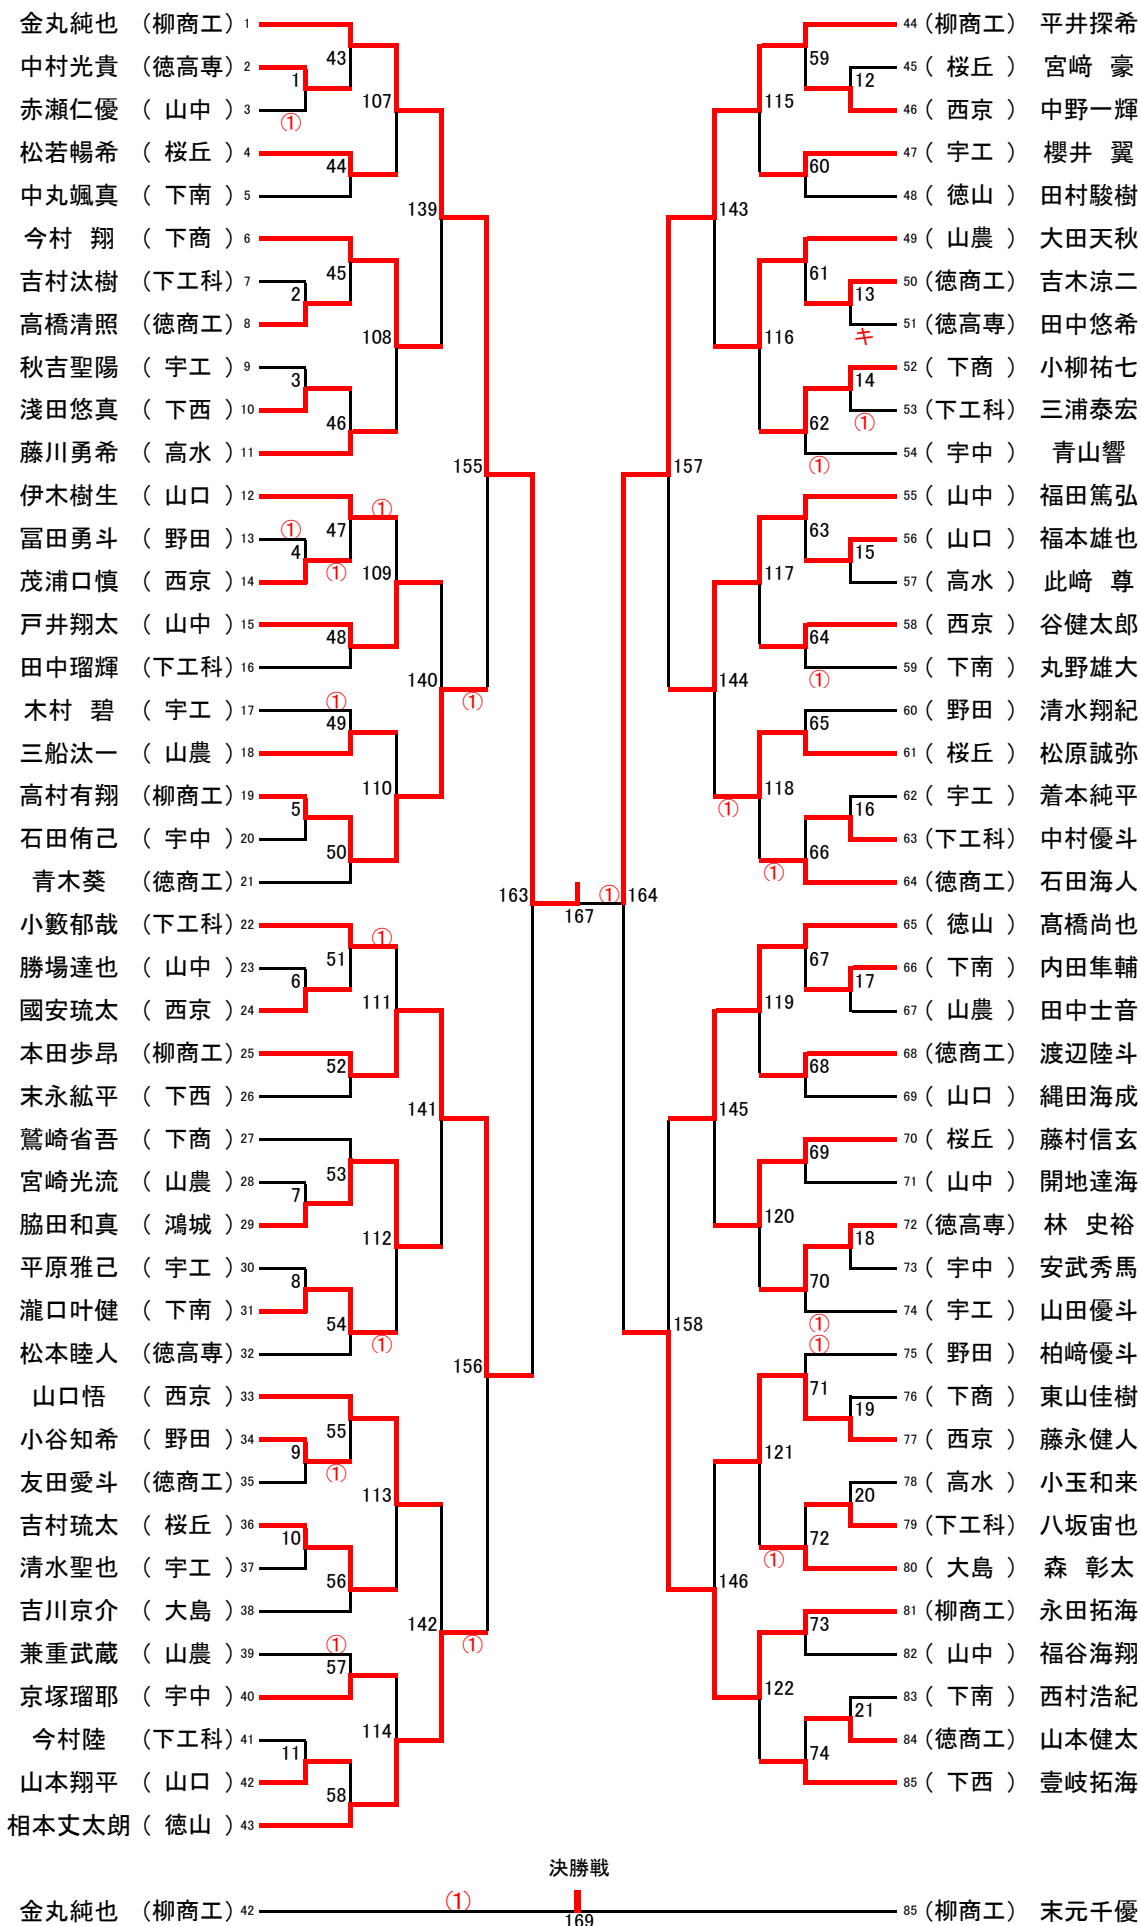 金丸純也 (柳商工) 1
中村光貴 (徳高専) 2
赤瀬仁優 ( 山中 ) 3
松若暢希 ( 桜丘 ) 4
中丸颯真 ( 下南 ) 5
今村 翔 ( 下商 ) 6
吉村汰樹 (下工科) 7
高橋清照 (徳商工) 8
秋吉聖陽 ( 宇工 ) 9
淺田悠真 ( 下西 ) 10
藤川勇希 ( 高水 ) 11
伊木樹生 ( 山口 ) 12
冨田勇斗 ( 野田 ) 13
茂浦口慎 ( 西京 ) 14
戸井翔太 ( 山中 ) 15
田中瑠輝 (下工科) 16
木村 碧 ( 宇工 ) 17
三船汰一 ( 山農 ) 18
高村有翔 (柳商工) 19
石田侑己 ( 宇中 ) 20
青木葵 (徳商工) 21
小籔郁哉 (下工科) 22
勝場達也 ( 山中 ) 23
國安琉太 ( 西京 ) 24
本田歩昂 (柳商工) 25
末永紘平 ( 下西 ) 26
鷲崎省吾 ( 下商 ) 27
宮崎光流 ( 山農 ) 28
脇田和真 ( 鴻城 ) 29
平原雅己 ( 宇工 ) 30
瀧口叶健 ( 下南 ) 31
松本睦人 (徳高専) 32
山口悟 ( 西京 ) 33
小谷知希 ( 野田 ) 34
友田愛斗 (徳商工) 35
吉村琉太 ( 桜丘 ) 36
清水聖也 ( 宇工 ) 37
吉川京介 ( 大島 ) 38
兼重武蔵 ( 山農 ) 39
京塚瑠耶 ( 宇中 ) 40
今村陸 (下工科) 41
山本翔平 ( 山口 ) 42
相本丈太朗 ( 徳山 ) 43
1
①
2
3
①
4
5
6
7
8
9
10
11
43
44
45
46
47
①
48
①
49
50
51
52
53
54
55
①
56
①
57
58
107
108
①
109
110
①
111
112
①
113
114
139
140
141
142
155
①
156
①
163
167
①
164
157
158
143
144
①
145
146
115
116
117
118
①
119
120
121
①
122
59
60
61
62
①
63
64
①
65
66
67
68
69
70
①
①
71
72
73
74
12
13
キ
14
①
15
16
17
18
19
20
21
44 (柳商工) 平井探希
45 ( 桜丘 ) 宮﨑 豪
46 ( 西京 ) 中野一輝
47 ( 宇工 ) 櫻井 翼
48 ( 徳山 ) 田村駿樹
49 ( 山農 ) 大田天秋
50 (徳商工) 吉木涼二
51 (徳高専) 田中悠希
52 ( 下商 ) 小柳祐七
53 (下工科) 三浦泰宏
54 ( 宇中 ) 青山響
55 ( 山中 ) 福田篤弘
56 ( 山口 ) 福本雄也
57 ( 高水 ) 此﨑 尊
58 ( 西京 ) 谷健太郎
59 ( 下南 ) 丸野雄大
60 ( 野田 ) 清水翔紀
61 ( 桜丘 ) 松原誠弥
62 ( 宇工 ) 着本純平
63 (下工科) 中村優斗
64 (徳商工) 石田海人
65 ( 徳山 ) 髙橋尚也
66 ( 下南 ) 内田隼輔
67 ( 山農 ) 田中士音
68 (徳商工) 渡辺陸斗
69 ( 山口 ) 縄田海成
70 ( 桜丘 ) 藤村信玄
71 ( 山中 ) 開地達海
72 (徳高専) 林 史裕
73 ( 宇中 ) 安武秀馬
74 ( 宇工 ) 山田優斗
75 ( 野田 ) 柏﨑優斗
76 ( 下商 ) 東山佳樹
77 ( 西京 ) 藤永健人
78 ( 高水 ) 小玉和来
79 (下工科) 八坂宙也
80 ( 大島 ) 森 彰太
81 (柳商工) 永田拓海
82 ( 山中 ) 福谷海翔
83 ( 下南 ) 西村浩紀
84 (徳商工) 山本健太
85 ( 下西 ) 壹岐拓海
決勝戦
金丸純也 (柳商工) 42 ① 169 85 (柳商工) 末元千優